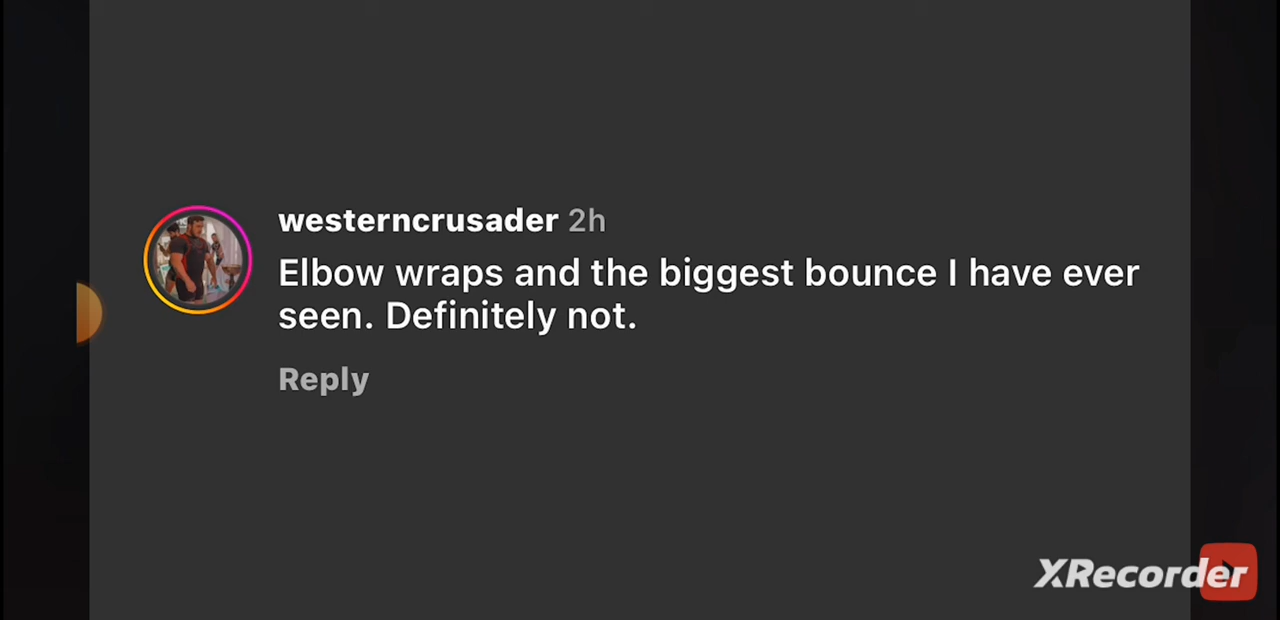 westerncrusader 2h
Elbow wraps and the biggest bounce I have ever
seen. Definitely not.
Reply
XRecorder